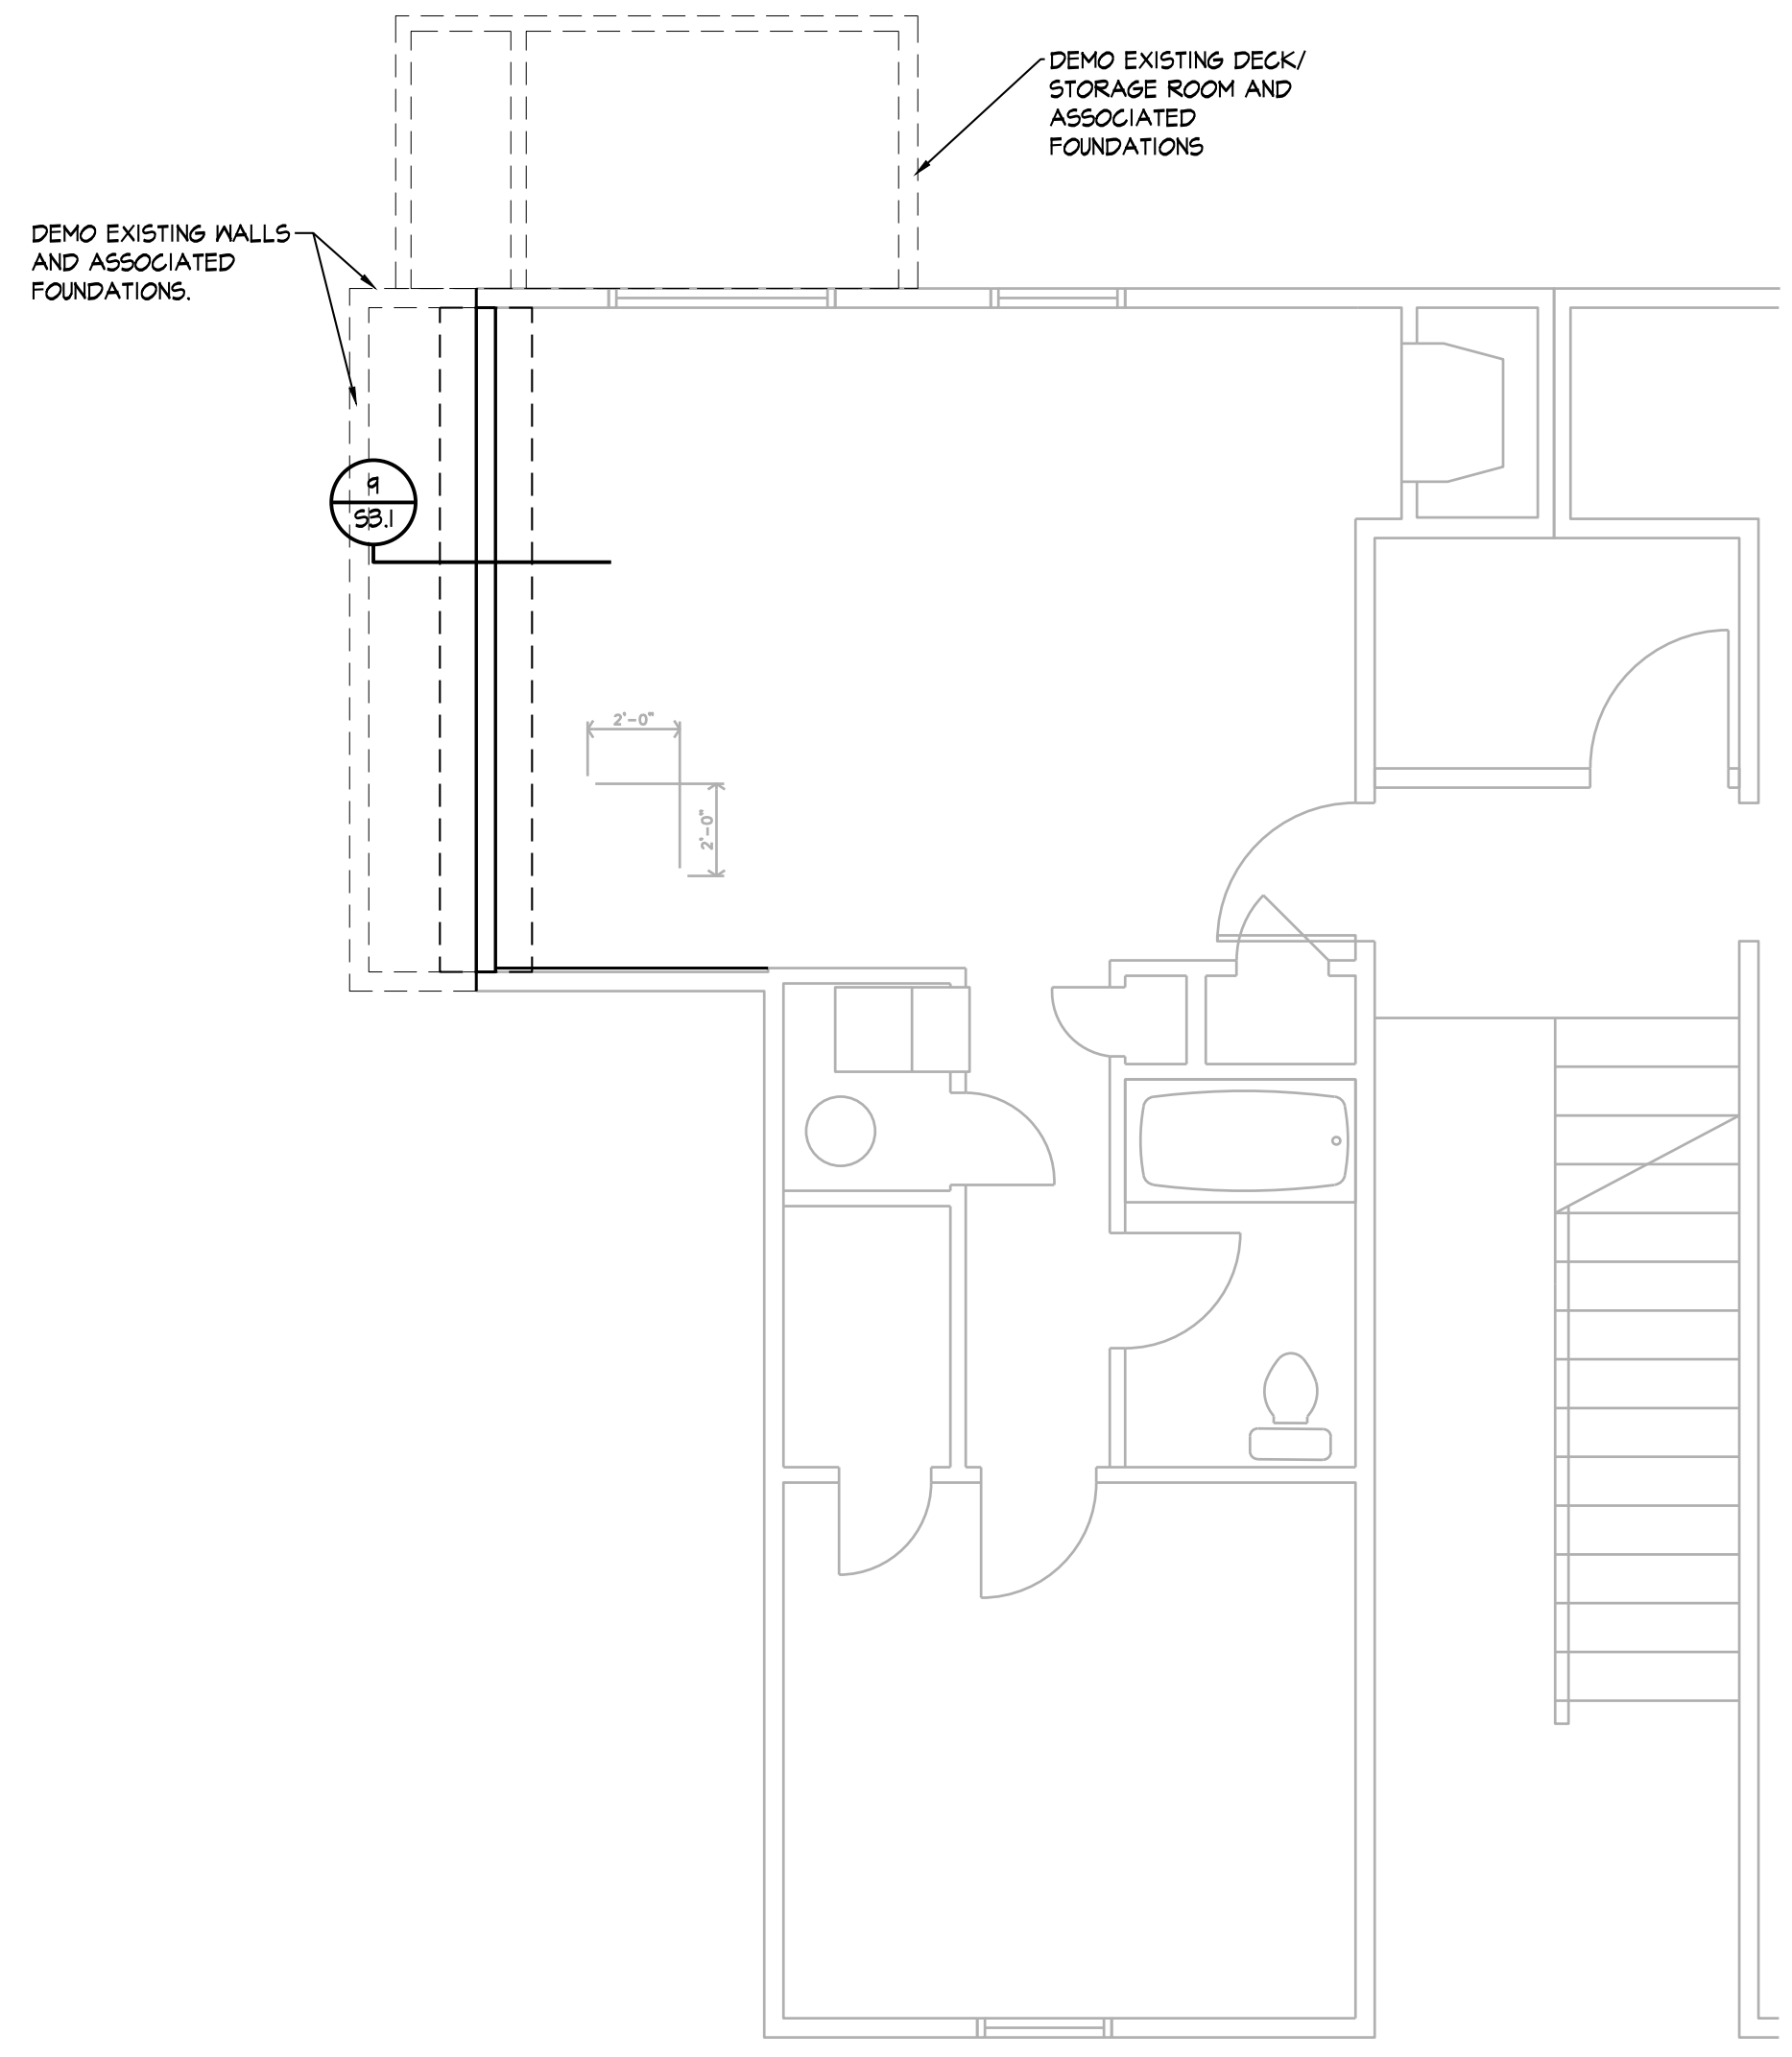 DEMO EXISTING DECK/
STORAGE ROOM AND
ASSOCIATED
FOUNDATIONS
DEMO EXISTING WALLS
AND ASSOCIATED
FOUNDATIONS.
9
S3.1
2'-0"
2'-0"